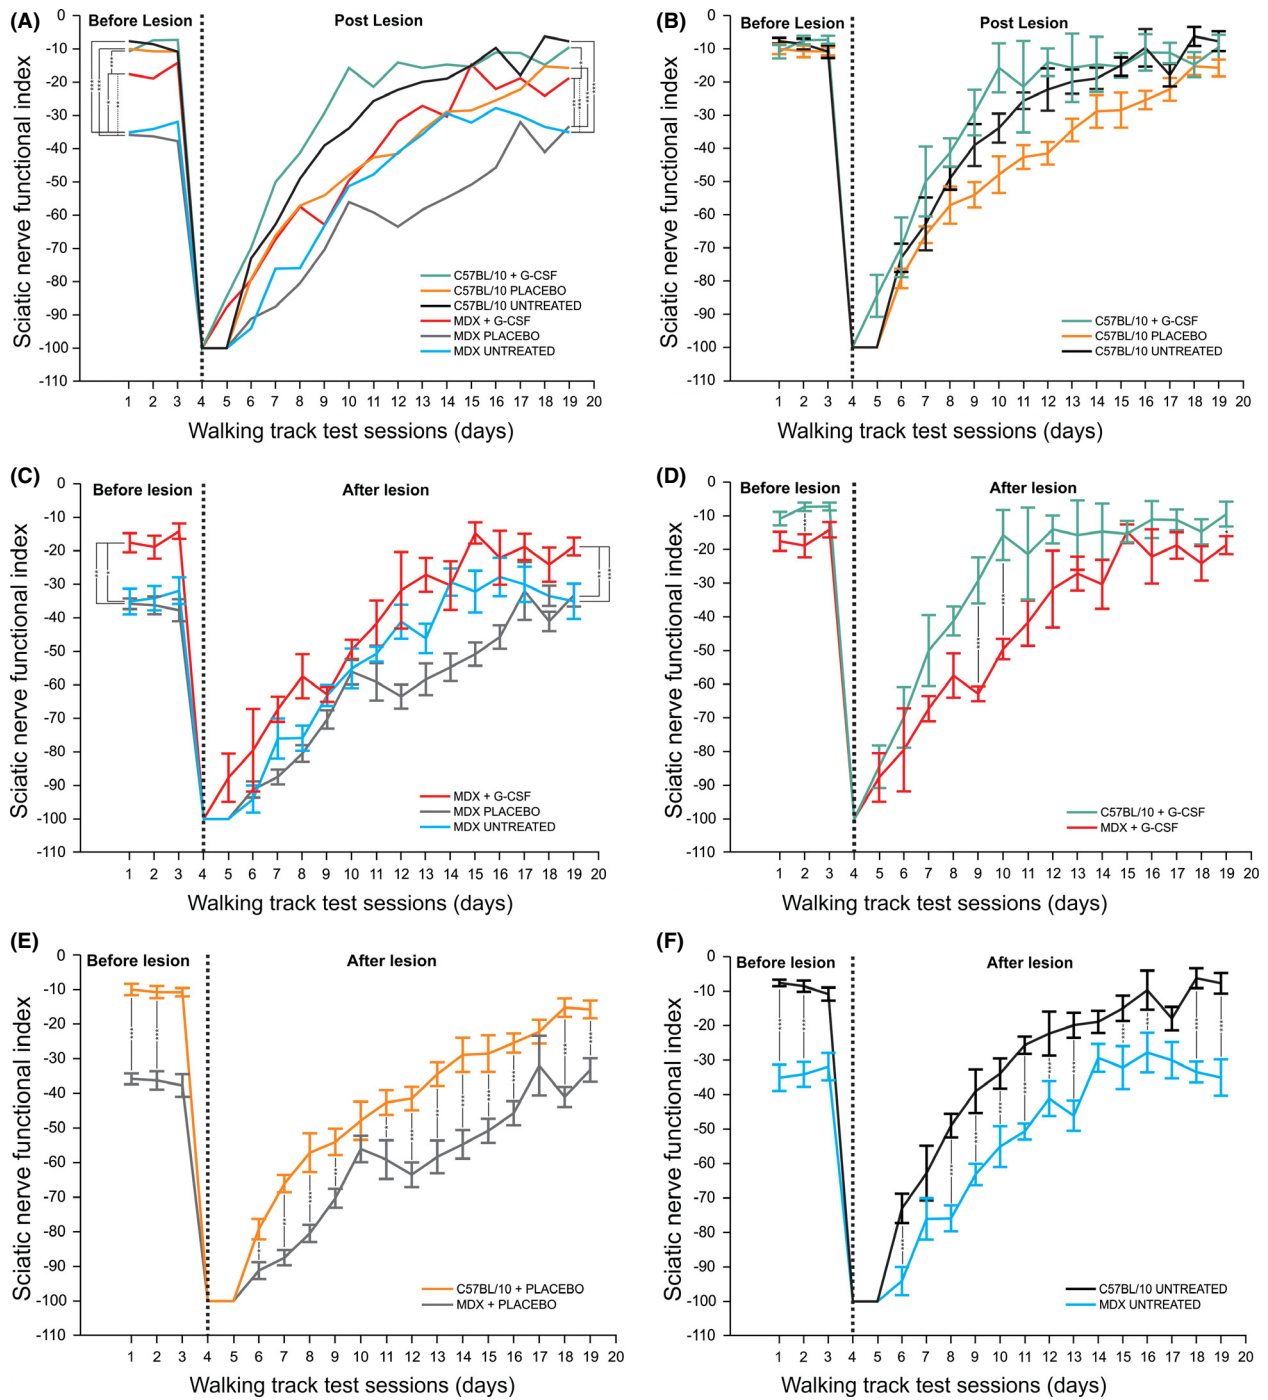 (A)
Before Lesion
Post Lesion
Sciatic nerve functional index
0
-10
-20
-30
-40
-50
-60
-70
-80
-90
-100
-110
C57BL/10 + G-CSF
C57BL/10 PLACEBO
C57BL/10 UNTREATED
MDX + G-CSF
MDX PLACEBO
MDX UNTREATED
1 2 3 4 5 6 7 8 9 10 11 12 13 14 15 16 17 18 19 20
Walking track test sessions (days)
(B)
Post Lesion
Before Lesion
Sciatic nerve functional index
0
-10
-20
-30
-40
-50
-60
-70
-80
-90
-100
-110
C57BL/10 + G-CSF
C57BL/10 PLACEBO
C57BL/10 UNTREATED
1 2 3 4 5 6 7 8 9 10 11 12 13 14 15 16 17 18 19 20
Walking track test sessions (days)
(C)
Before lesion
After lesion
Sciatic nerve functional index
0
-10
-20
-30
-40
-50
-60
-70
-80
-90
-100
-110
MDX + G-CSF
MDX PLACEBO
MDX UNTREATED
1 2 3 4 5 6 7 8 9 10 11 12 13 14 15 16 17 18 19 20
Walking track test sessions (days)
(D)
Before lesion
After lesion
Sciatic nerve functional index
0
-10
-20
-30
-40
-50
-60
-70
-80
-90
-100
-110
C57BL/10 + G-CSF
MDX + G-CSF
1 2 3 4 5 6 7 8 9 10 11 12 13 14 15 16 17 18 19 20
Walking track test sessions (days)
(E)
Before lesion
After lesion
Sciatic nerve functional index
0
-10
-20
-30
-40
-50
-60
-70
-80
-90
-100
-110
C57BL/10 + PLACEBO
MDX + PLACEBO
1 2 3 4 5 6 7 8 9 10 11 12 13 14 15 16 17 18 19 20
Walking track test sessions (days)
(F)
Before lesion
After lesion
Sciatic nerve functional index
0
-10
-20
-30
-40
-50
-60
-70
-80
-90
-100
-110
C57BL/10 UNTREATED
MDX UNTREATED
1 2 3 4 5 6 7 8 9 10 11 12 13 14 15 16 17 18 19 20
Walking track test sessions (days)